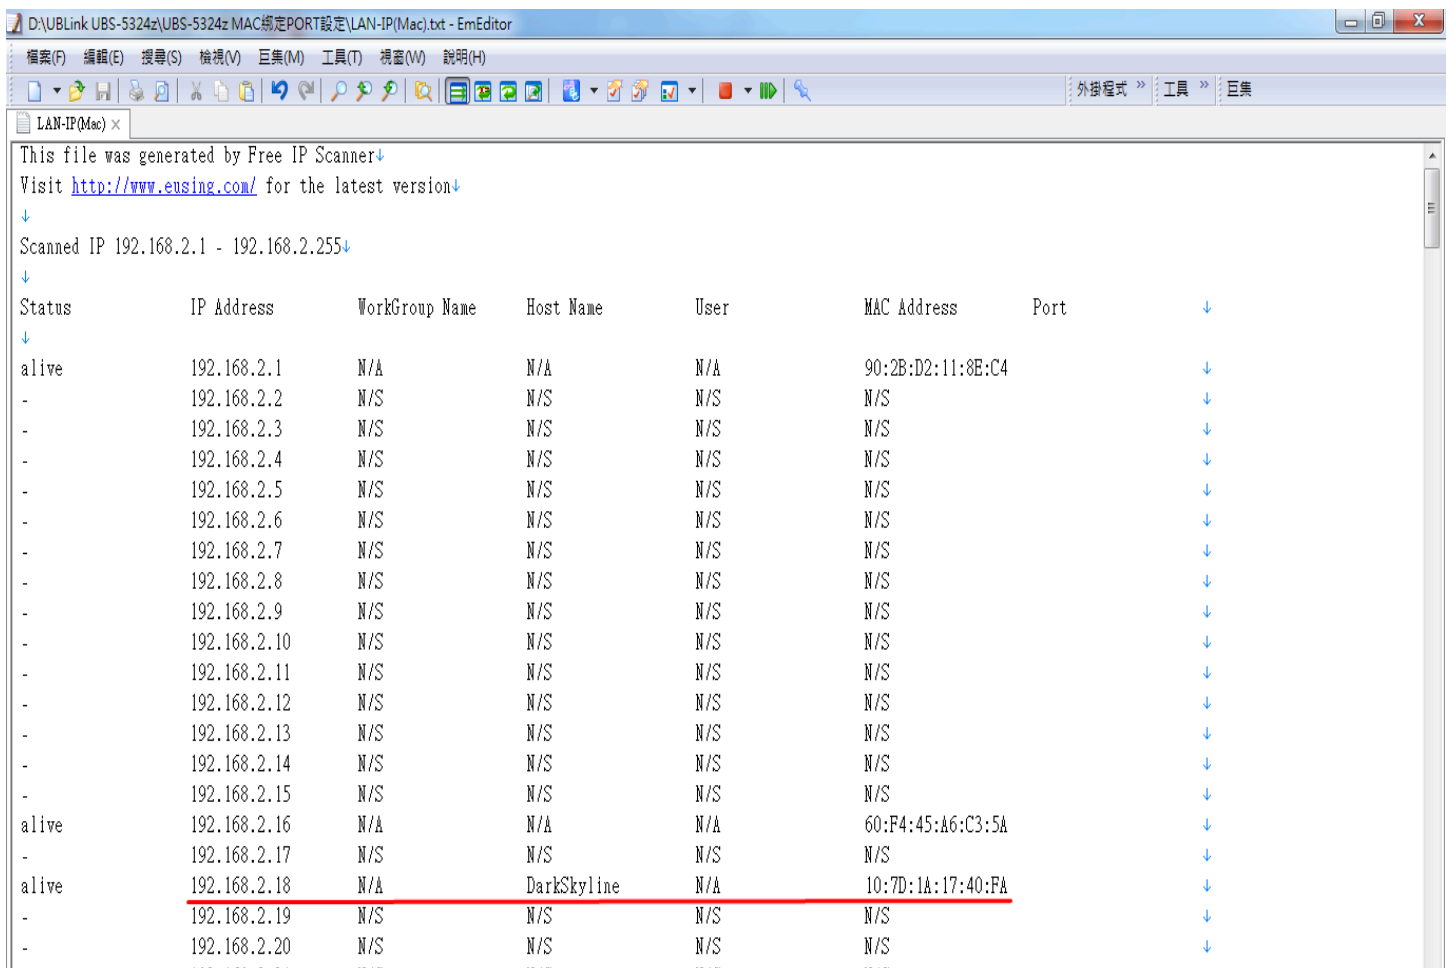 D:\UBLink UBS-5324z\UBS-5324z MAC綁定PORT設定\LAN-IP(Mac).txt - EmEditor
檔案(F) 編輯(E) 搜尋(S) 檢視(V) 巨集(M) 工具(T) 視窗(W) 說明(H)
外掛程式 » 工具 » 巨集
LAN-IP(Mac) ×
This file was generated by Free IP Scanner↓
Visit http://www.eusing.com/ for the latest version↓
↓
Scanned IP 192.168.2.1 - 192.168.2.255↓
↓
Status IP Address WorkGroup Name Host Name User MAC Address Port ↓
↓
alive 192.168.2.1 N/A N/A N/A 90:2B:D2:11:8E:C4 ↓
- 192.168.2.2 N/S N/S N/S N/S ↓
- 192.168.2.3 N/S N/S N/S N/S ↓
- 192.168.2.4 N/S N/S N/S N/S ↓
- 192.168.2.5 N/S N/S N/S N/S ↓
- 192.168.2.6 N/S N/S N/S N/S ↓
- 192.168.2.7 N/S N/S N/S N/S ↓
- 192.168.2.8 N/S N/S N/S N/S ↓
- 192.168.2.9 N/S N/S N/S N/S ↓
- 192.168.2.10 N/S N/S N/S N/S ↓
- 192.168.2.11 N/S N/S N/S N/S ↓
- 192.168.2.12 N/S N/S N/S N/S ↓
- 192.168.2.13 N/S N/S N/S N/S ↓
- 192.168.2.14 N/S N/S N/S N/S ↓
- 192.168.2.15 N/S N/S N/S N/S ↓
alive 192.168.2.16 N/A N/A N/A 60:F4:45:A6:C3:5A ↓
- 192.168.2.17 N/S N/S N/S N/S ↓
alive 192.168.2.18 N/A DarkSkyline N/A 10:7D:1A:17:40:FA ↓
- 192.168.2.19 N/S N/S N/S N/S ↓
- 192.168.2.20 N/S N/S N/S N/S ↓